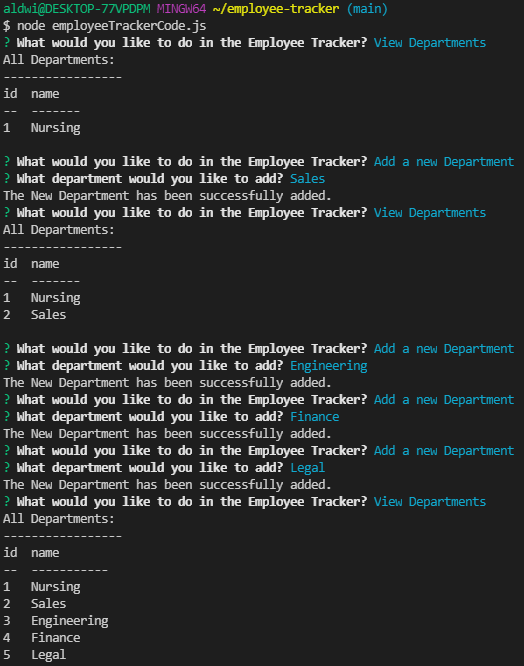 aldwi@DESKTOP-77VPDPM MINGW64 ~/employee-tracker (main)
$ node employeeTrackerCode.js
? What would you like to do in the Employee Tracker? View Departments
All Departments:
-----------------
id  name
--  -------
1   Nursing

? What would you like to do in the Employee Tracker? Add a new Department
? What department would you like to add? Sales
The New Department has been successfully added.
? What would you like to do in the Employee Tracker? View Departments
All Departments:
-----------------
id  name
--  -------
1   Nursing
2   Sales

? What would you like to do in the Employee Tracker? Add a new Department
? What department would you like to add? Engineering
The New Department has been successfully added.
? What would you like to do in the Employee Tracker? Add a new Department
? What department would you like to add? Finance
The New Department has been successfully added.
? What would you like to do in the Employee Tracker? Add a new Department
? What department would you like to add? Legal
The New Department has been successfully added.
? What would you like to do in the Employee Tracker? View Departments
All Departments:
-----------------
id  name
--  -----------
1   Nursing
2   Sales
3   Engineering
4   Finance
5   Legal